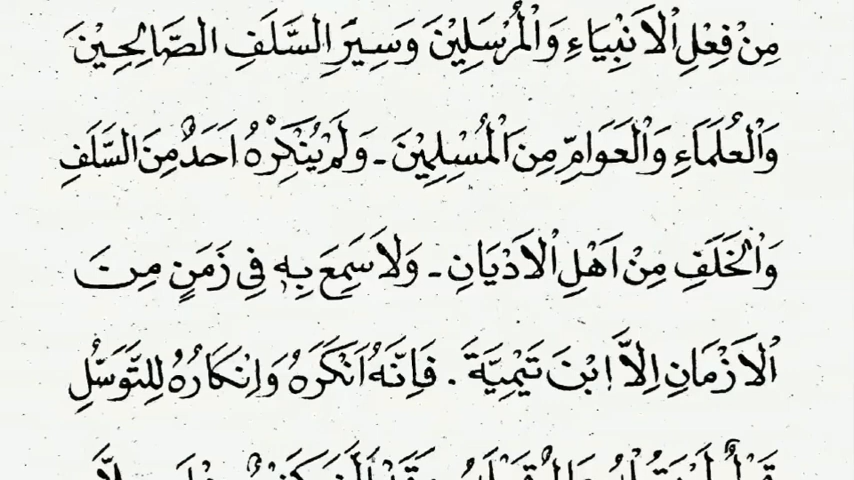 مِنْ فِعْلِ الْاَنْبِيَاءِ وَالْمُرْسَلِيْنَ وَسِيَرِ السَّلَفِ الصَّالِحِيْنَ
وَالْعُلَمَاءِ وَالْعَوَامِّ مِنَ الْمُسْلِمِيْنَ ـ وَلَمْ يُنْكِرْهُ اَحَدٌ مِنَ السَّلَفِ
وَالْخَلَفِ مِنْ اَهْلِ الْاَدْيَانِ ـ وَلَا سَمِعَ بِهِ فِى زَمَنٍ مِنَ
الْاَزْمَانِ اِلَّا ابْنَ تَيْمِيَّةَ . فَاِنَّهُ اَنْكَرَهُ وَاِنْكَارُهُ لِلتَّوَسُّلِ